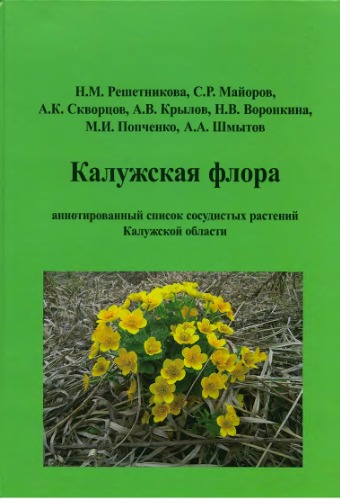 Н.М. Решетникова, С.Р. Майоров,
А.К. Скворцов, А.В. Крылов, Н.В. Воронкина,
М.И. Попченко, А.А. Шмытов
Калужская флора
аннотированный список сосудистых растений
Калужской области